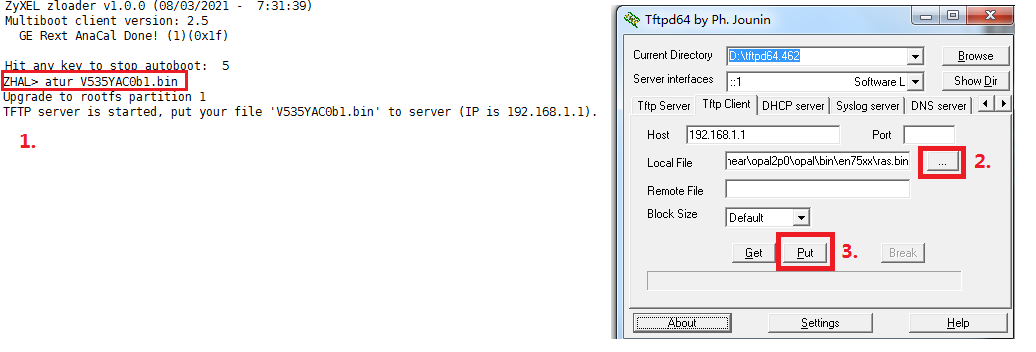 ZyXEL zloader v1.0.0 (08/03/2021 -  7:31:39)
Multiboot client version: 2.5
  GE Rext AnaCal Done! (1)(0x1f)
Hit any key to stop autoboot:  5
ZHAL> atur V535YAC0b1.bin
Upgrade to rootfs partition 1
TFTP server is started, put your file 'V535YAC0b1.bin' to server (IP is 192.168.1.1).
1.
Tftpd64 by Ph. Jounin
Current Directory D:\tftpd64.462 Browse
Server interfaces ::1 Software L Show Dir
Tftp Server Tftp Client DHCP server Syslog server DNS server
Host 192.168.1.1 Port
Local File near\opal2p0\opal\bin\en75xx\ras.bin ... 2.
Remote File
Block Size Default
Get Put 3. Break
About Settings Help